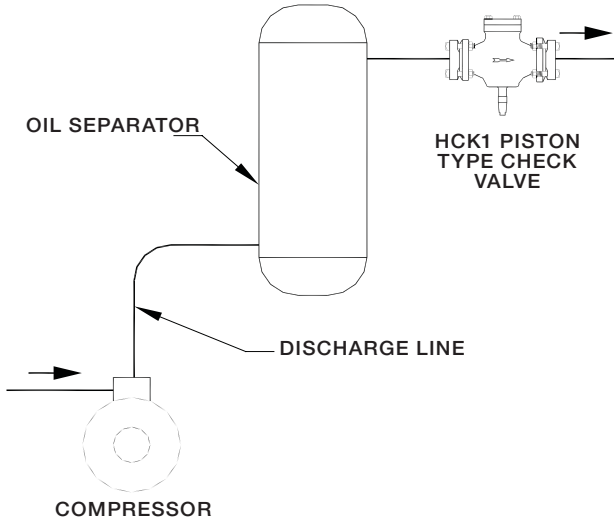 OIL SEPARATOR
HCK1 PISTON
TYPE CHECK
VALVE
DISCHARGE LINE
COMPRESSOR